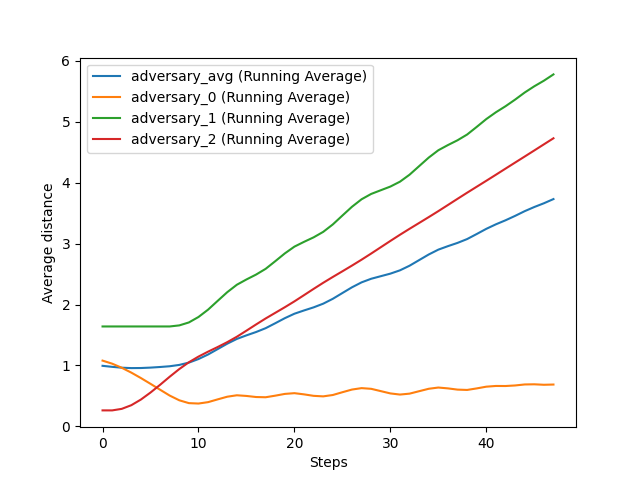 adversary_avg (Running Average)
adversary_0 (Running Average)
adversary_1 (Running Average)
adversary_2 (Running Average)
6
5
4
3
2
1
0
Average distance
0 10 20 30 40
Steps